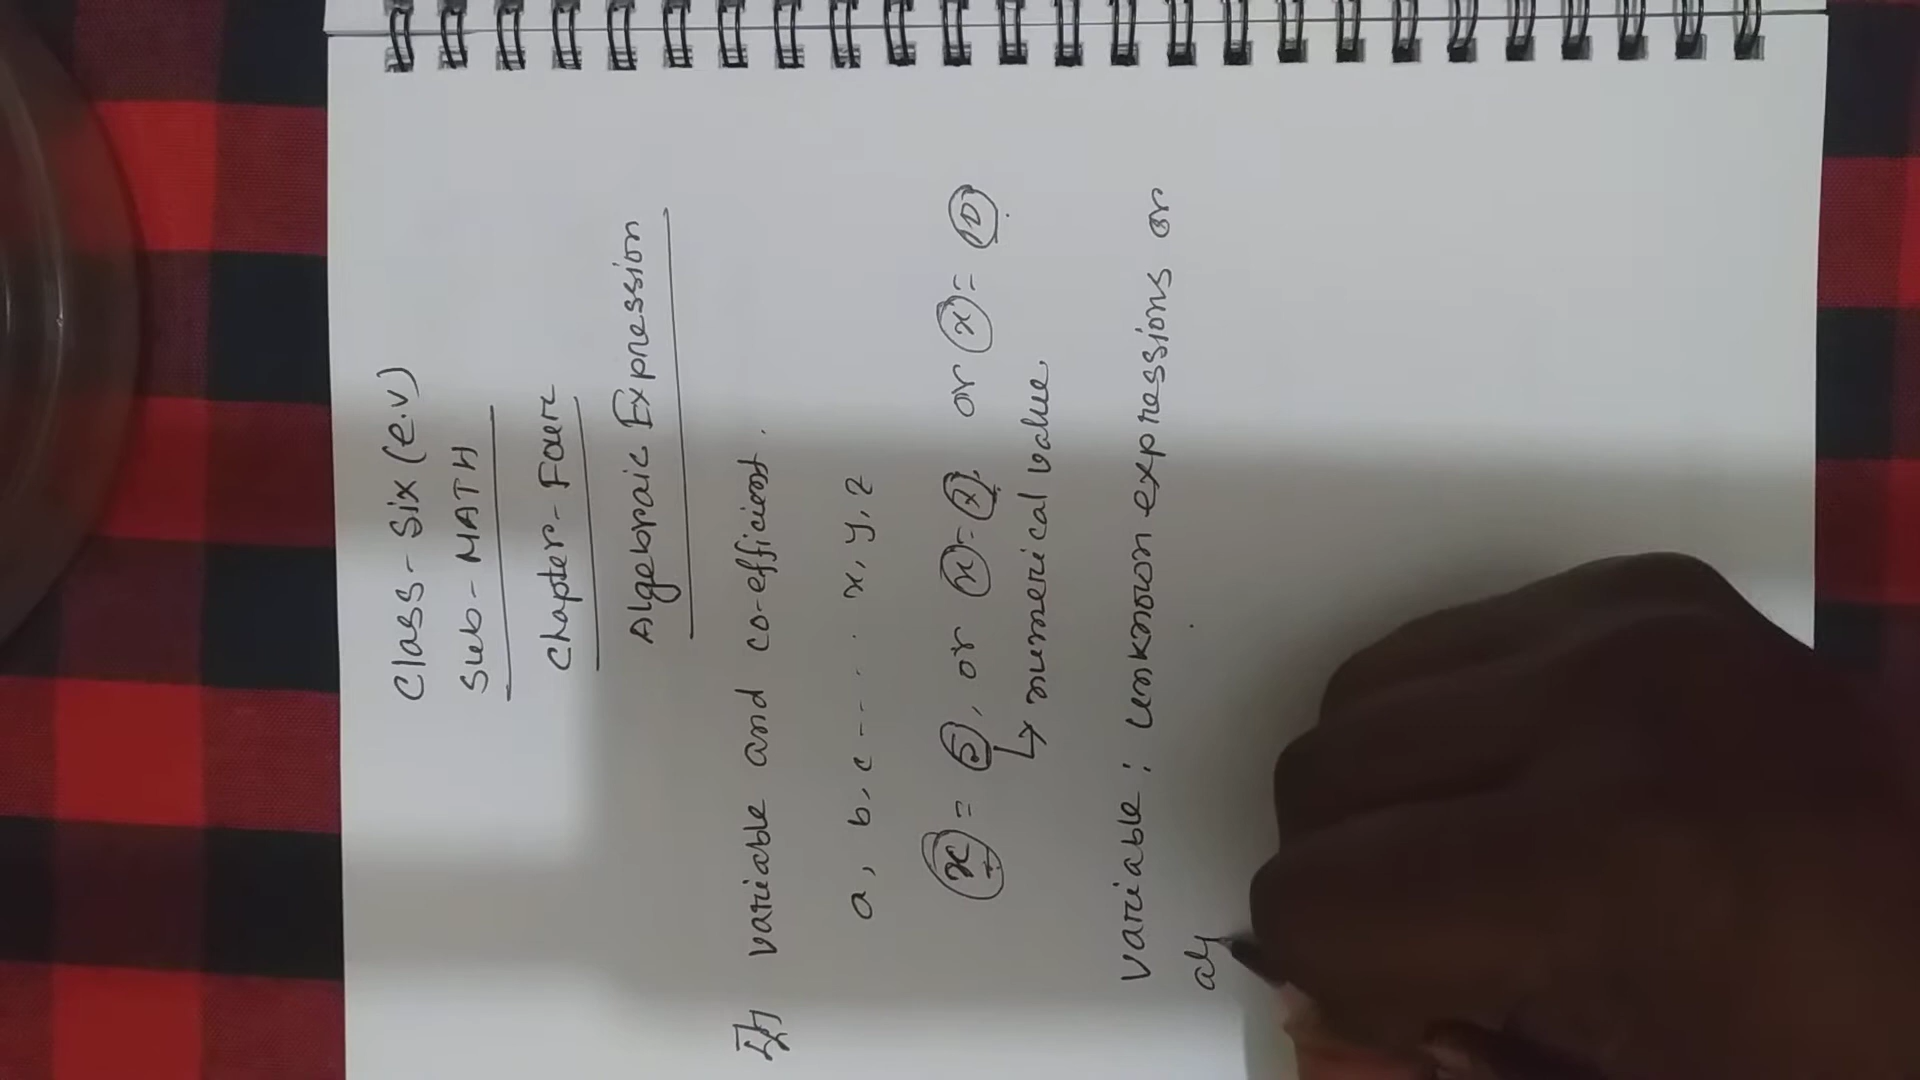 Class - Six (e.v)
Sub - MATH
Chapter - Four
Algebraic Expression
variable and co-efficient.
a, b, c - - . . . x, y, z
x = 5, or x = or x = 10
↳ numerical value.
variable : unknown expressions or